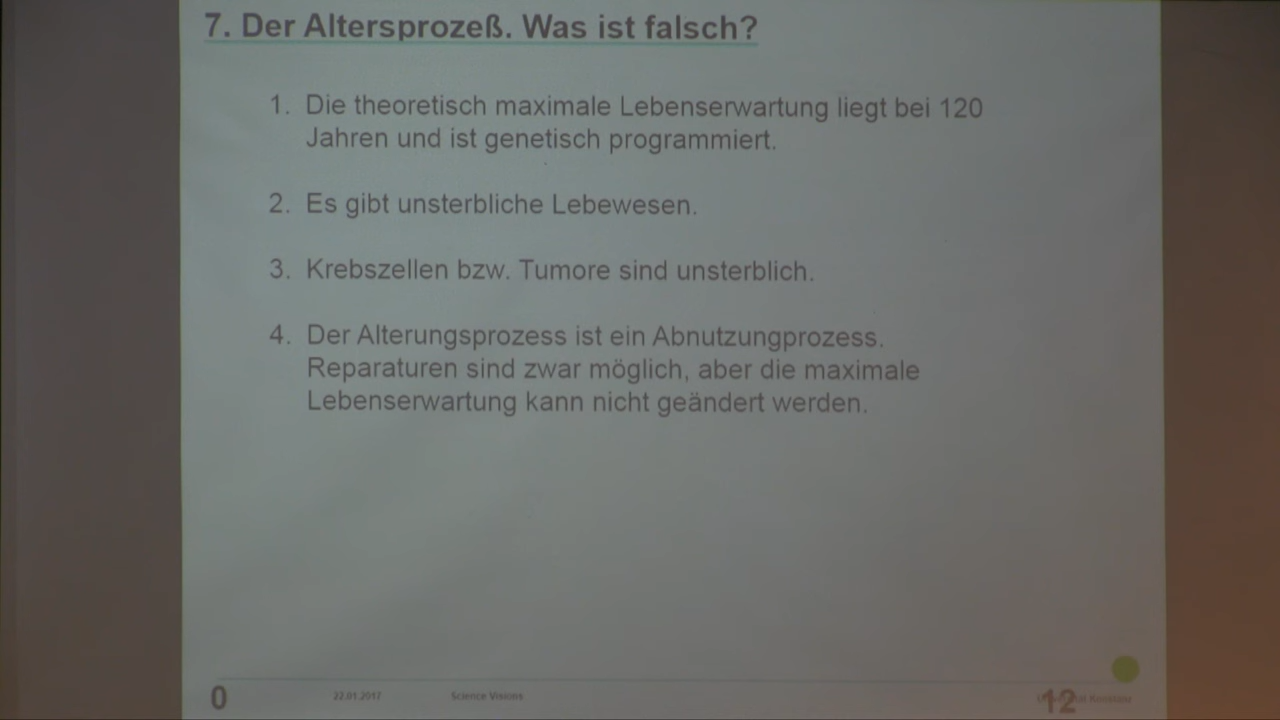 7. Der Altersprozeß. Was ist falsch?
1. Die theoretisch maximale Lebenserwartung liegt bei 120
Jahren und ist genetisch programmiert.
2. Es gibt unsterbliche Lebewesen.
3. Krebszellen bzw. Tumore sind unsterblich.
4. Der Alterungsprozess ist ein Abnutzungprozess.
Reparaturen sind zwar möglich, aber die maximale
Lebenserwartung kann nicht geändert werden.
0 22.01.2017 Science Visions 12